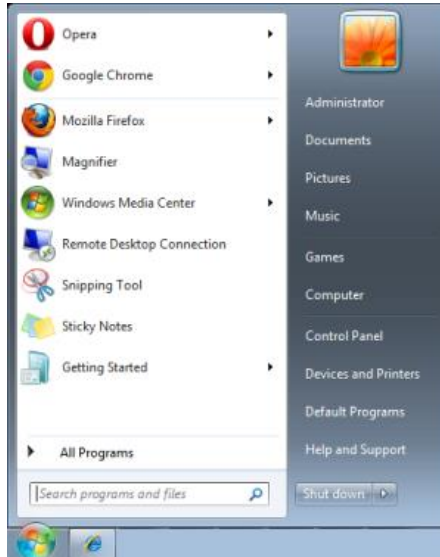 Opera
Google Chrome
Mozilla Firefox
Magnifier
Windows Media Center
Remote Desktop Connection
Snipping Tool
Sticky Notes
Getting Started
All Programs
Search programs and files
Administrator
Documents
Pictures
Music
Games
Computer
Control Panel
Devices and Printers
Default Programs
Help and Support
Shut down